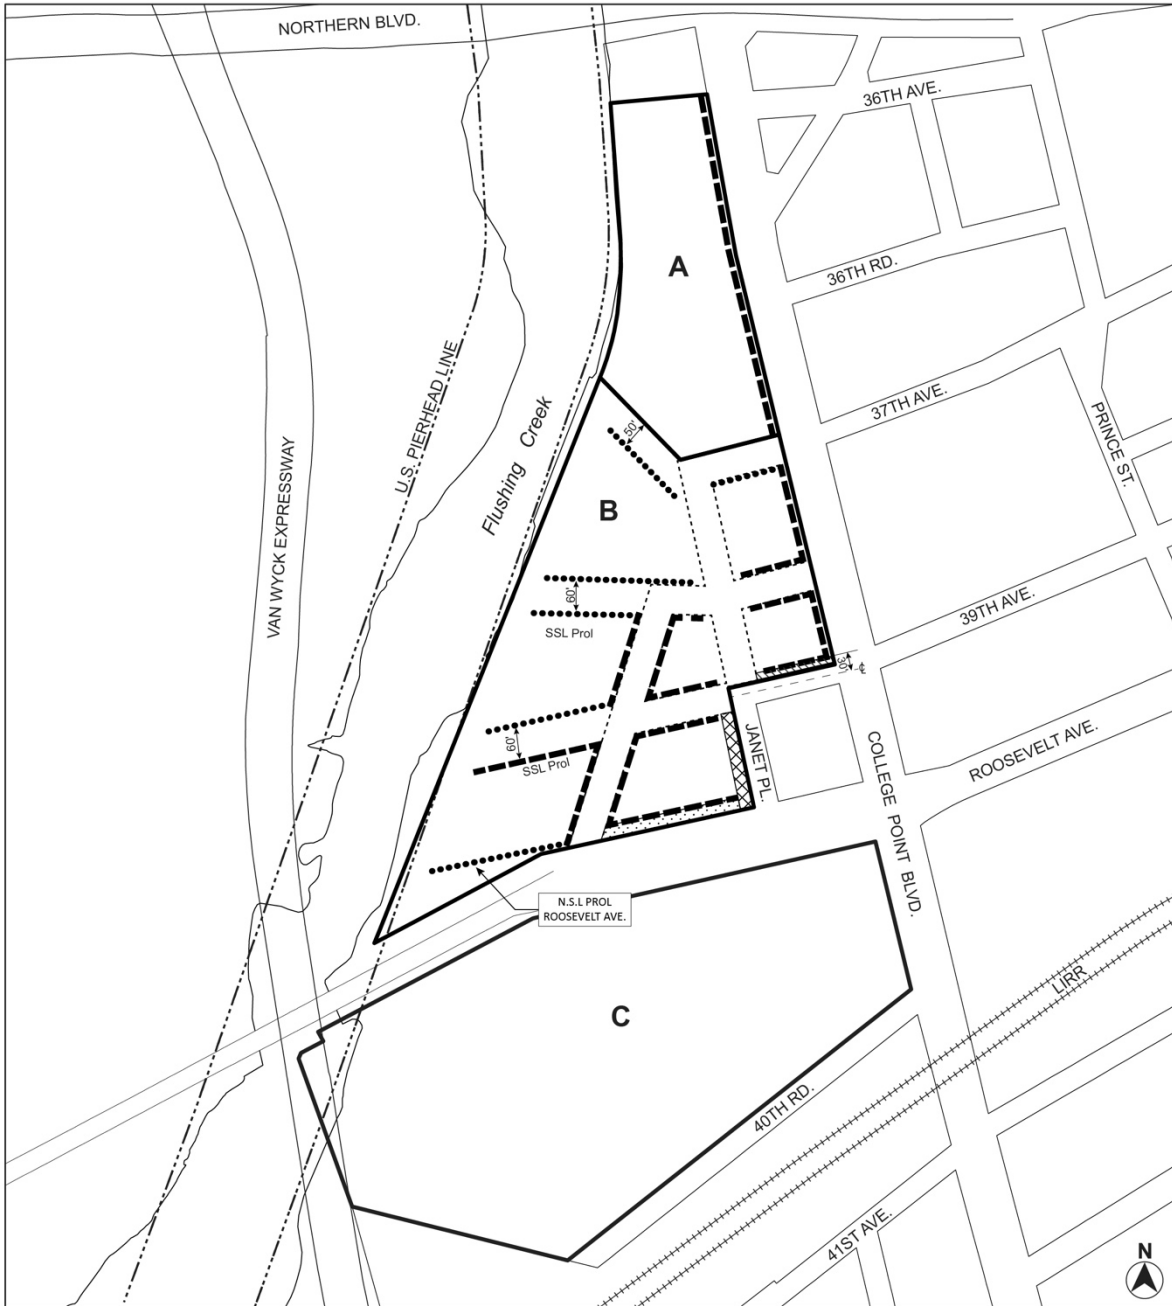 NORTHERN BLVD.
36TH AVE.
A
36TH RD.
U.S. PIERHEAD LINE
Flushing Creek
37TH AVE.
PRINCE ST.
50'
B
VAN WYCK EXPRESSWAY
60'
SSL Prol
39TH AVE.
30'
℄
60'
SSL Prol
JANET PL.
COLLEGE POINT BLVD.
ROOSEVELT AVE.
N.S.L PROL
ROOSEVELT AVE.
LIRR
C
40TH RD.
41ST AVE.
N